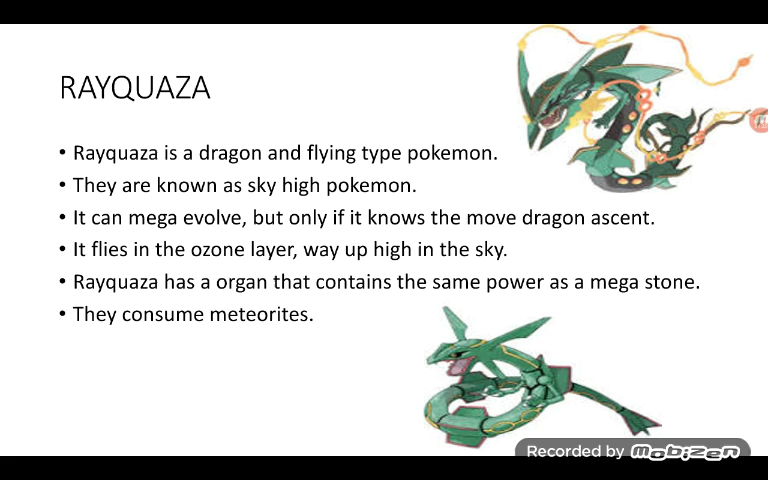 RAYQUAZA
• Rayquaza is a dragon and flying type pokemon.
• They are known as sky high pokemon.
• It can mega evolve, but only if it knows the move dragon ascent.
• It flies in the ozone layer, way up high in the sky.
• Rayquaza has a organ that contains the same power as a mega stone.
• They consume meteorites.
Recorded by mobizen